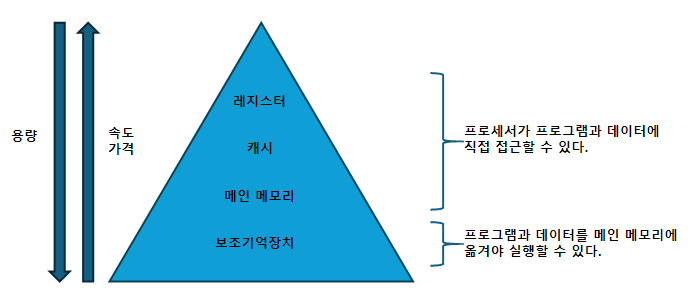 용량
속도
가격
레지스터
캐시
메인 메모리
보조기억장치
프로세서가 프로그램과 데이터에
직접 접근할 수 있다.
프로그램과 데이터를 메인 메모리에
옮겨야 실행할 수 있다.